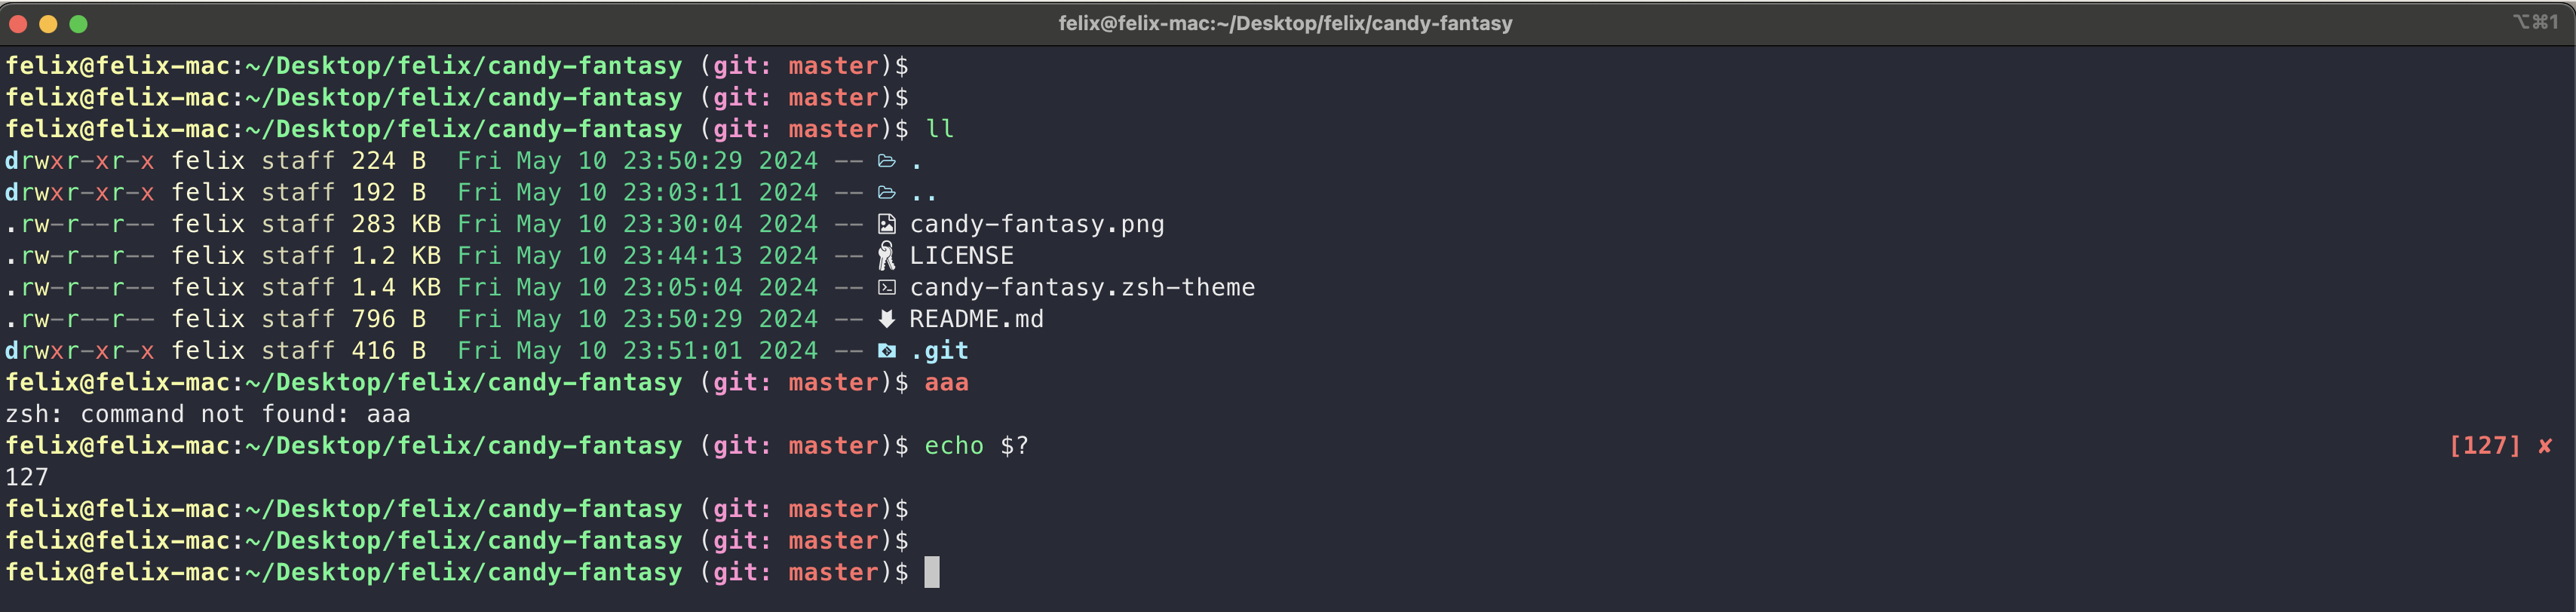 felix@felix-mac:~/Desktop/felix/candy-fantasy
⌥⌘1
felix@felix-mac:~/Desktop/felix/candy-fantasy (git: master)$
felix@felix-mac:~/Desktop/felix/candy-fantasy (git: master)$
felix@felix-mac:~/Desktop/felix/candy-fantasy (git: master)$ ll
drwxr-xr-x felix staff 224 B  Fri May 10 23:50:29 2024 -- .
drwxr-xr-x felix staff 192 B  Fri May 10 23:03:11 2024 -- ..
.rw-r--r-- felix staff 283 KB Fri May 10 23:30:04 2024 -- candy-fantasy.png
.rw-r--r-- felix staff 1.2 KB Fri May 10 23:44:13 2024 -- LICENSE
.rw-r--r-- felix staff 1.4 KB Fri May 10 23:05:04 2024 -- candy-fantasy.zsh-theme
.rw-r--r-- felix staff 796 B  Fri May 10 23:50:29 2024 -- README.md
drwxr-xr-x felix staff 416 B  Fri May 10 23:51:01 2024 -- .git
felix@felix-mac:~/Desktop/felix/candy-fantasy (git: master)$ aaa
zsh: command not found: aaa
felix@felix-mac:~/Desktop/felix/candy-fantasy (git: master)$ echo $? [127] ✘
127
felix@felix-mac:~/Desktop/felix/candy-fantasy (git: master)$
felix@felix-mac:~/Desktop/felix/candy-fantasy (git: master)$
felix@felix-mac:~/Desktop/felix/candy-fantasy (git: master)$